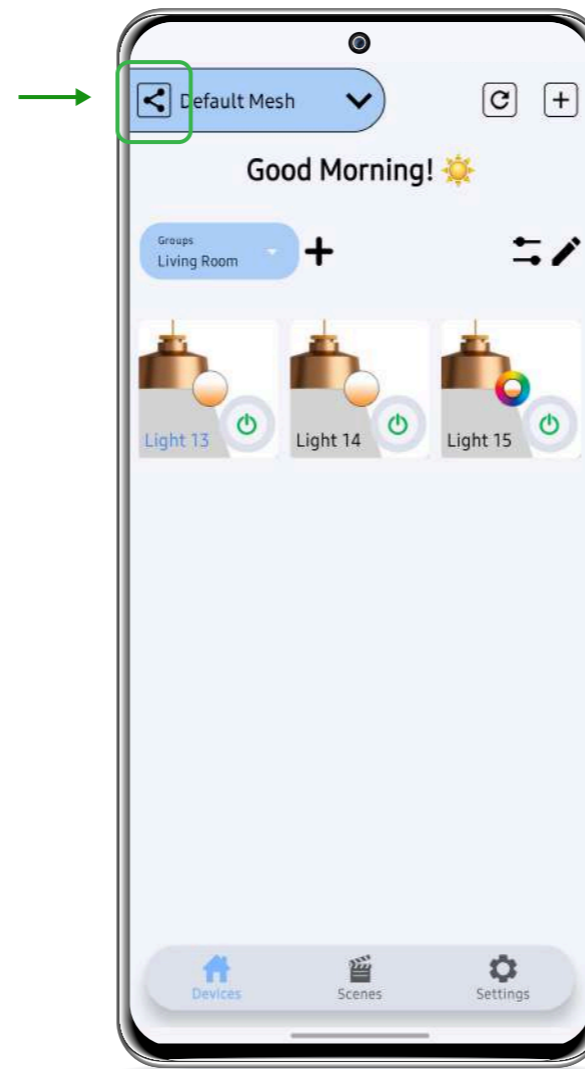 Default Mesh
Good Morning! ☀️
Groups
Living Room
Light 13
Light 14
Light 15
Devices
Scenes
Settings